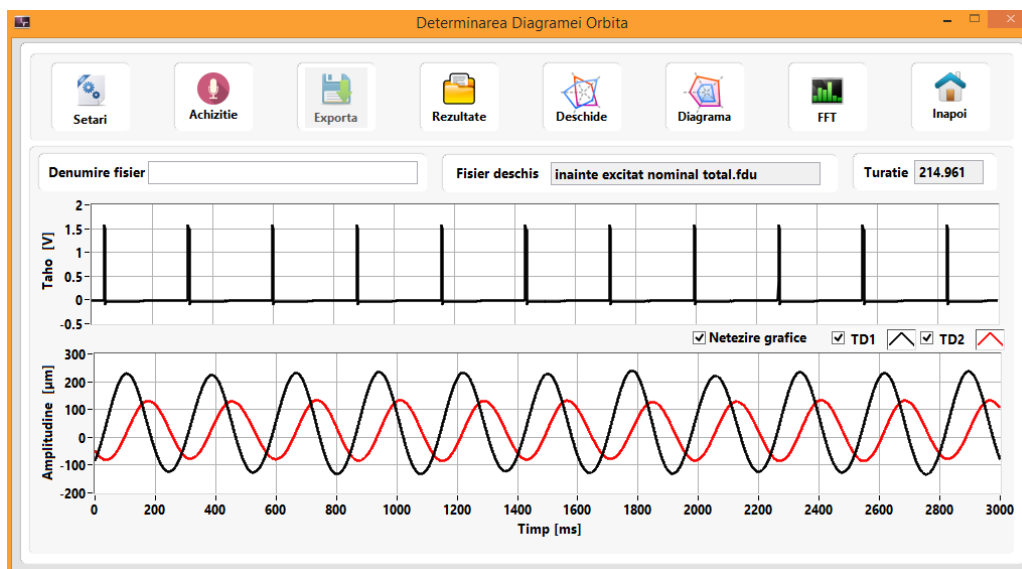 Determinarea Diagramei Orbita
Setari Achizitie Exporta Rezultate Deschide Diagrama FFT Inapoi
Denumire fisier Fisier deschis inainte excitat nominal total.fdu Turatie 214.961
Taho [V]
2
1.5
1
0.5
0
-0.5
Netezire grafice TD1 TD2
Amplitudine [µm]
300
200
100
0
-100
-200
0 200 400 600 800 1000 1200 1400 1600 1800 2000 2200 2400 2600 2800 3000
Timp [ms]